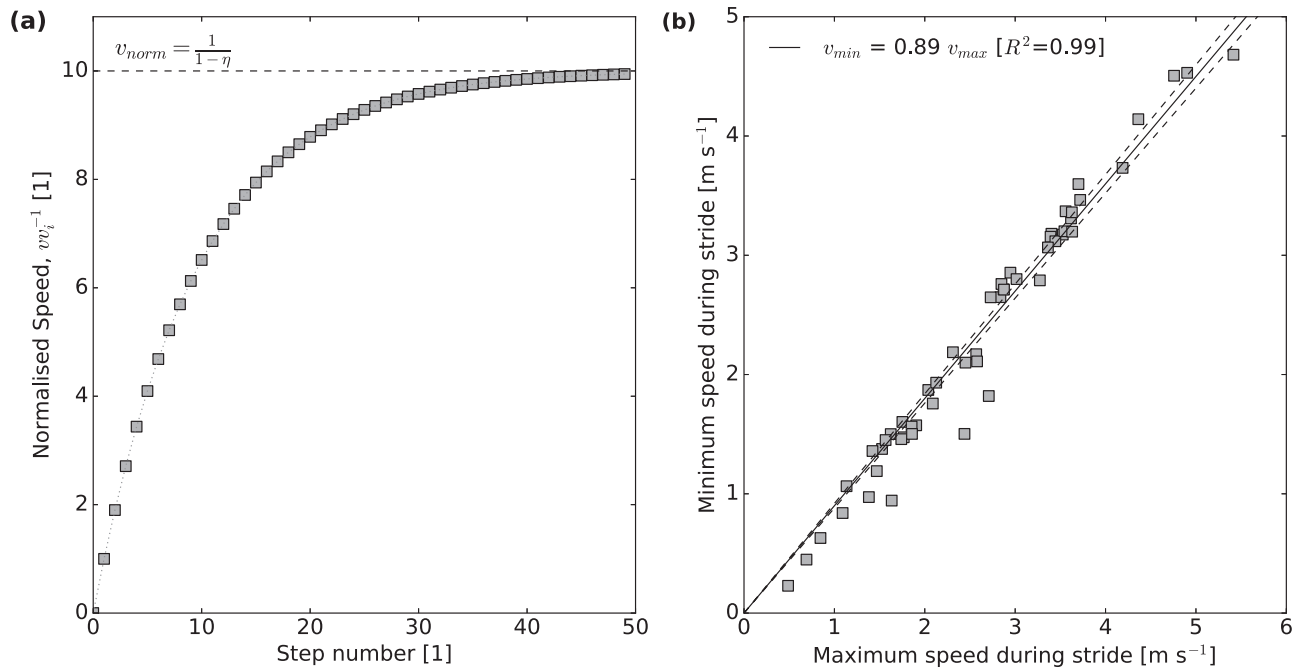 (a)
v_norm = 1/(1 − η)
Normalised Speed, vv_i^−1 [1]
10
8
6
4
2
0
0 10 20 30 40 50
Step number [1]
(b)
v_min = 0.89 v_max [R^2=0.99]
Minimum speed during stride [m s^−1]
5
4
3
2
1
0
0 1 2 3 4 5 6
Maximum speed during stride [m s^−1]